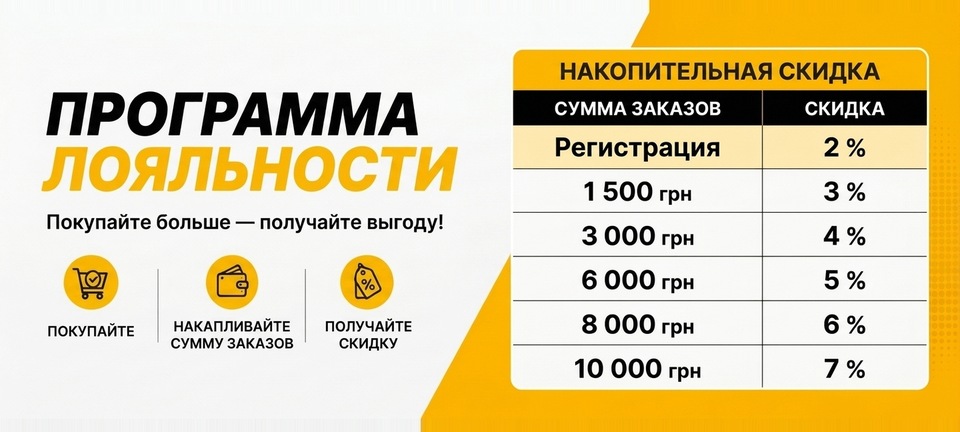 ПРОГРАММА
ЛОЯЛЬНОСТИ
Покупайте больше — получайте выгоду!
ПОКУПАЙТЕ
НАКАПЛИВАЙТЕ
СУММУ ЗАКАЗОВ
ПОЛУЧАЙТЕ
СКИДКУ
НАКОПИТЕЛЬНАЯ СКИДКА
СУММА ЗАКАЗОВ СКИДКА
Регистрация 2 %
1 500 грн 3 %
3 000 грн 4 %
6 000 грн 5 %
8 000 грн 6 %
10 000 грн 7 %